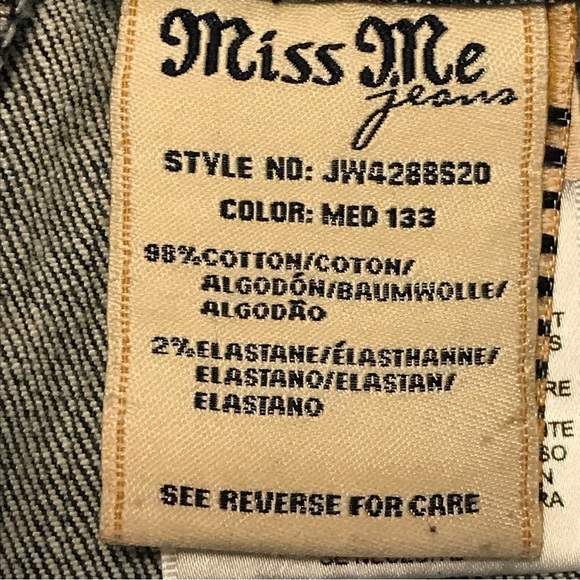 Miss Me
jeans
STYLE NO: JW4288S20
COLOR: MED 133
98% COTTON/COTON/
ALGODÓN/BAUMWOLLE/
ALGODÃO
2% ELASTANE/ÉLASTHANNE/
ELASTANO/ELASTAN/
ELASTANO
SEE REVERSE FOR CARE